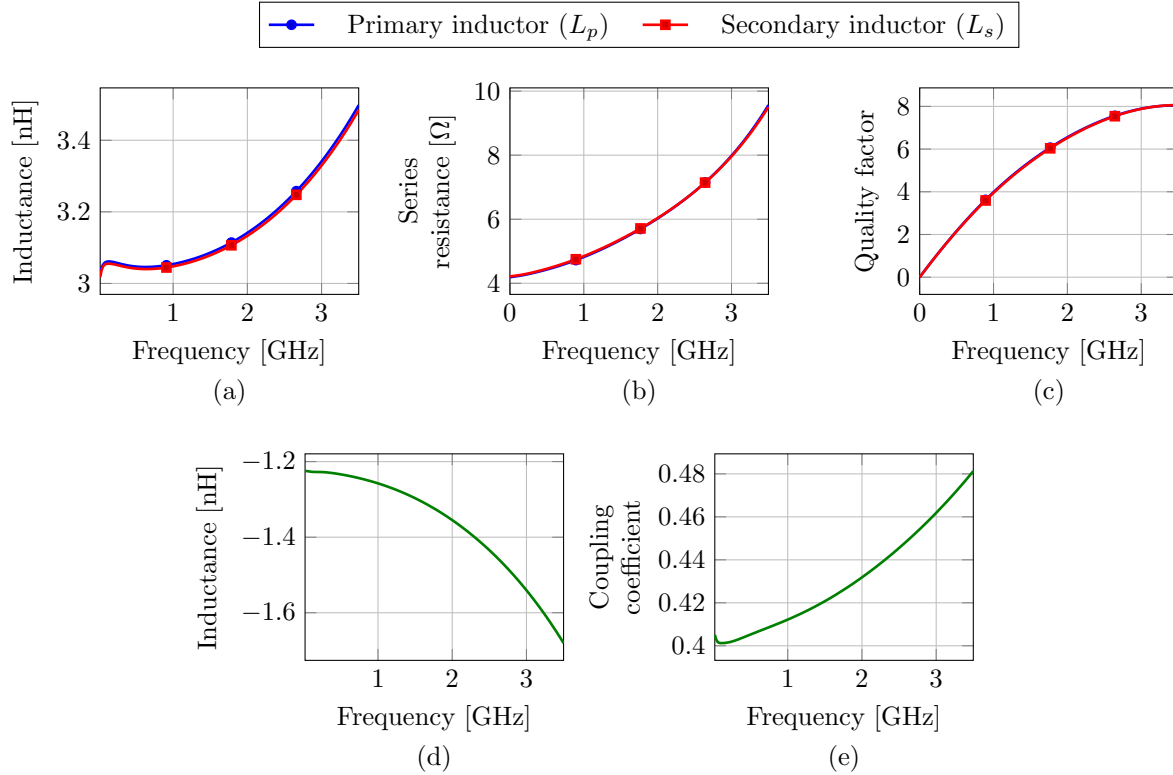 Primary inductor (Lp) Secondary inductor (Ls)
Inductance [nH]
3.4
3.2
3
1 2 3
Frequency [GHz]
(a)
Series
resistance [Ω]
10
8
6
4
0 1 2 3
Frequency [GHz]
(b)
Quality factor
8
6
4
2
0
0 1 2 3
Frequency [GHz]
(c)
Inductance [nH]
−1.2
−1.4
−1.6
1 2 3
Frequency [GHz]
(d)
Coupling
coefficient
0.48
0.46
0.44
0.42
0.4
1 2 3
Frequency [GHz]
(e)